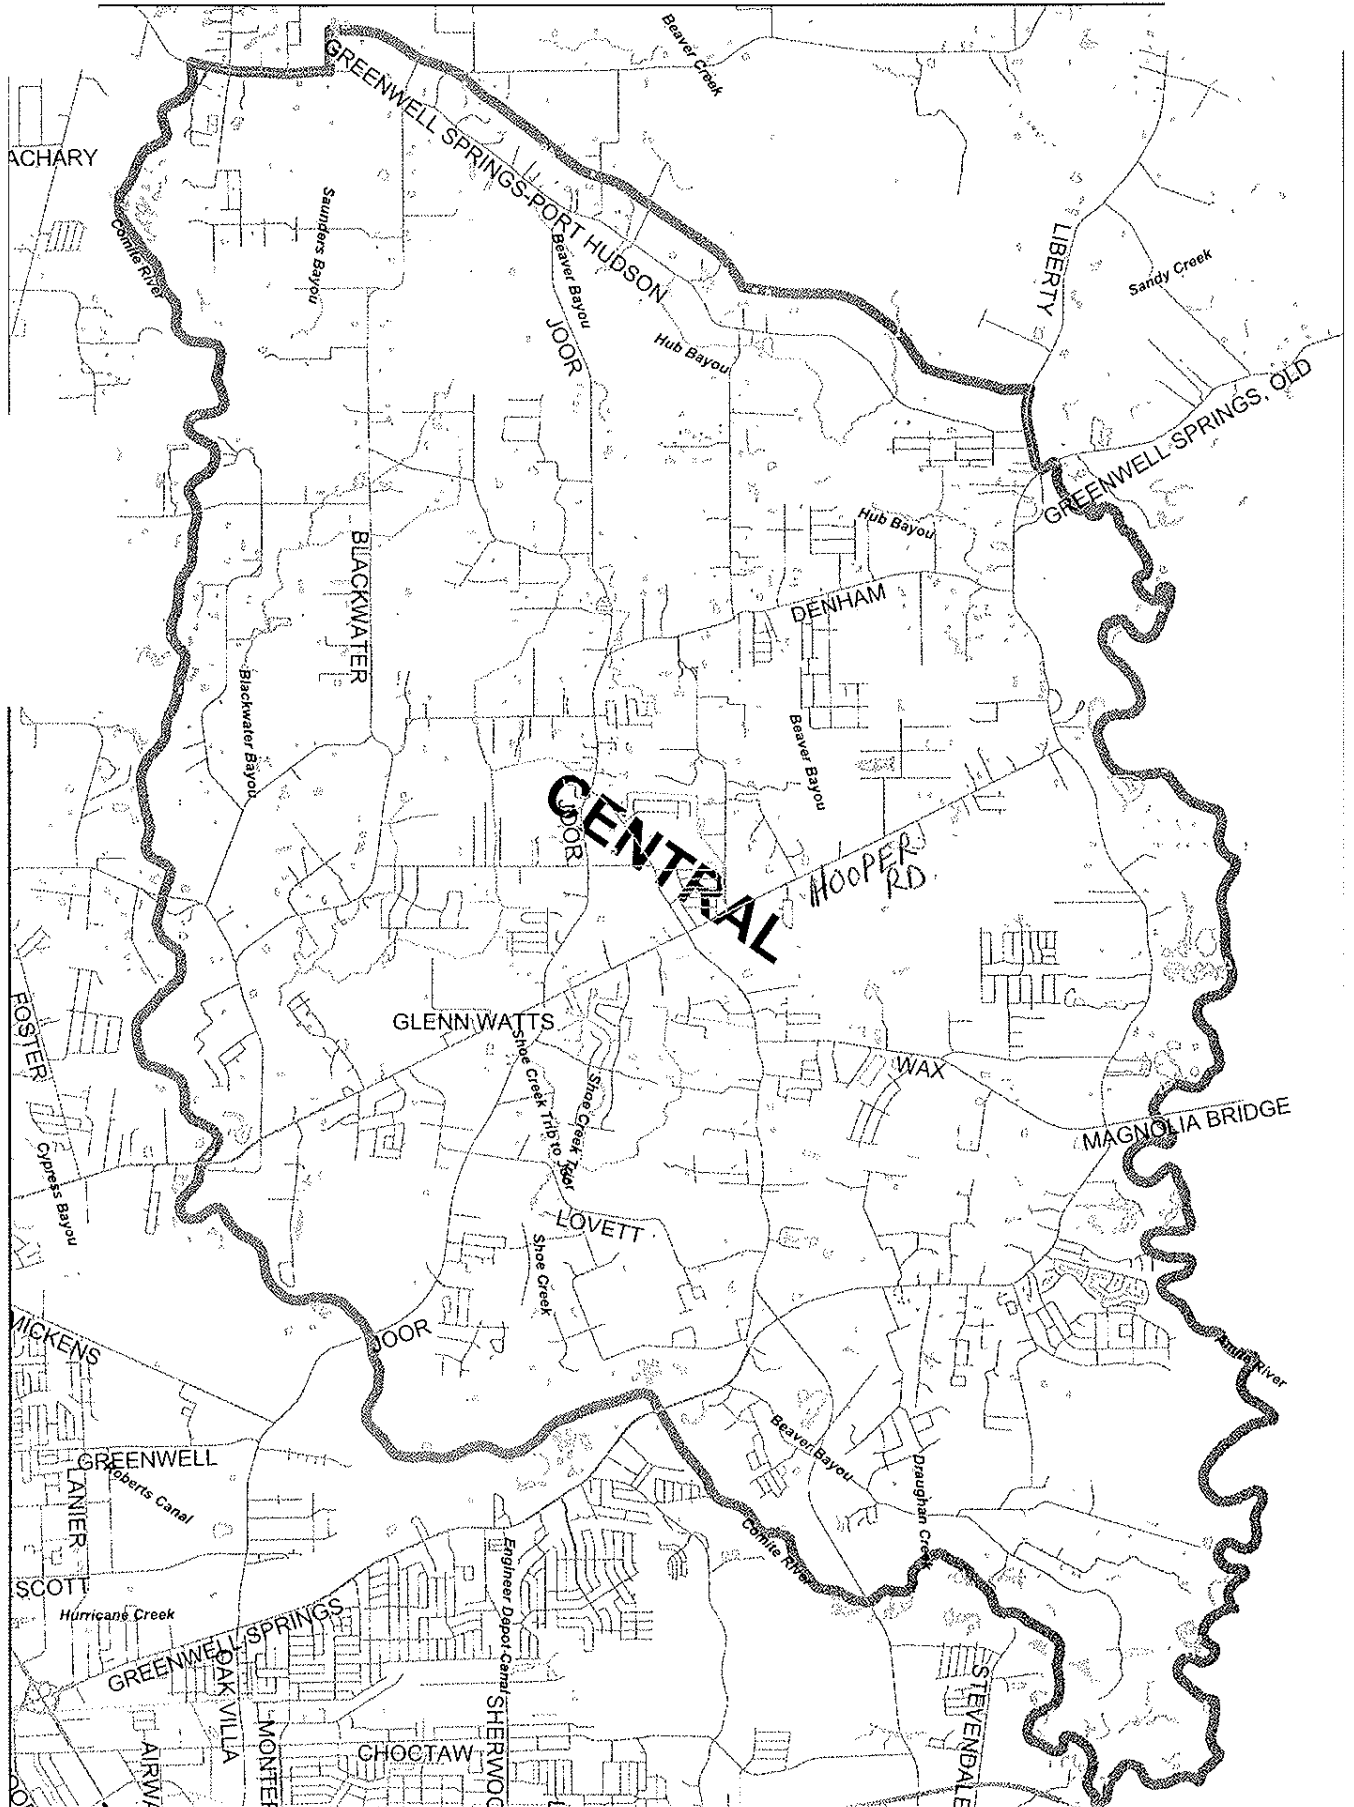 Beaver Creek
GREENWELL SPRINGS-PORT HUDSON
ACHARY
Comite River
Saunders Bayou
Beaver Bayou
LIBERTY
Sandy Creek
JOOR
Hub Bayou
GREENWELL SPRINGS, OLD
Hub Bayou
BLACKWATER
DENHAM
Blackwater Bayou
Beaver Bayou
CENTRAL
JOOR
HOOPER
RD
FOSTER
GLENN WATTS
Shoe Creek Trib to Joor
Shoe Creek Tributary
WAX
MAGNOLIA BRIDGE
Cypress Bayou
LOVETT
Shoe Creek
MICKENS
JOOR
Amite River
GREENWELL
Roberts Canal
LANIER
Beaver Bayou
Draughan Creek
Comite River
Engineer Depot Canal
SCOTT
Hurricane Creek
GREENWELL SPRINGS
OAK VILLA
MONTE
AIRWA
CHOCTAW
SHERWOO
STEVENDALE